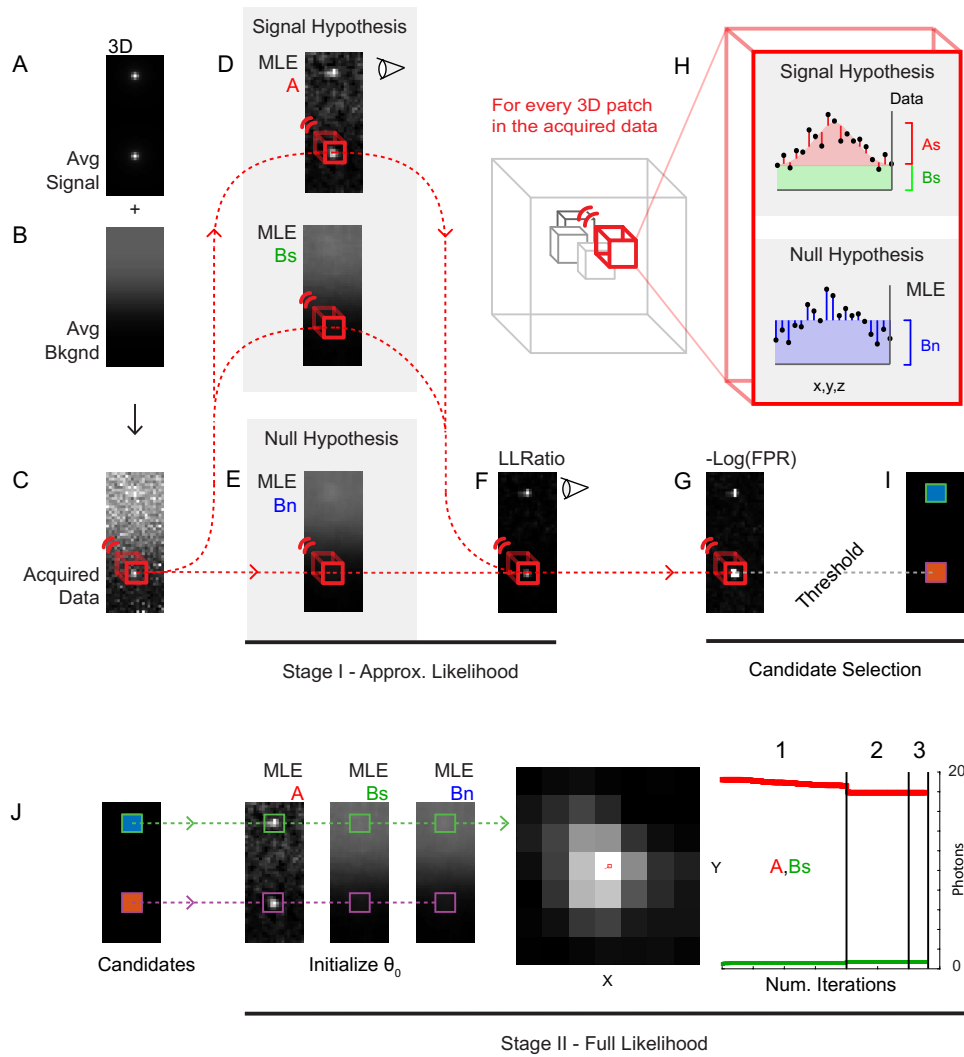 Signal Hypothesis
A
3D
D
MLE
A
H
Signal Hypothesis
Data
As
Bs
For every 3D patch
in the acquired data
Avg
Signal
+
B
MLE
Bs
Null Hypothesis
MLE
Bn
x,y,z
Avg
Bkgnd
Null Hypothesis
C
E
MLE
Bn
F
LLRatio
G
-Log(FPR)
I
Acquired
Data
Threshold
Stage I - Approx. Likelihood
Candidate Selection
J
MLE
A
MLE
Bs
MLE
Bn
1
2
3
20
Y
A,Bs
Photons
0
Candidates
Initialize θ0
X
Num. Iterations
Stage II - Full Likelihood